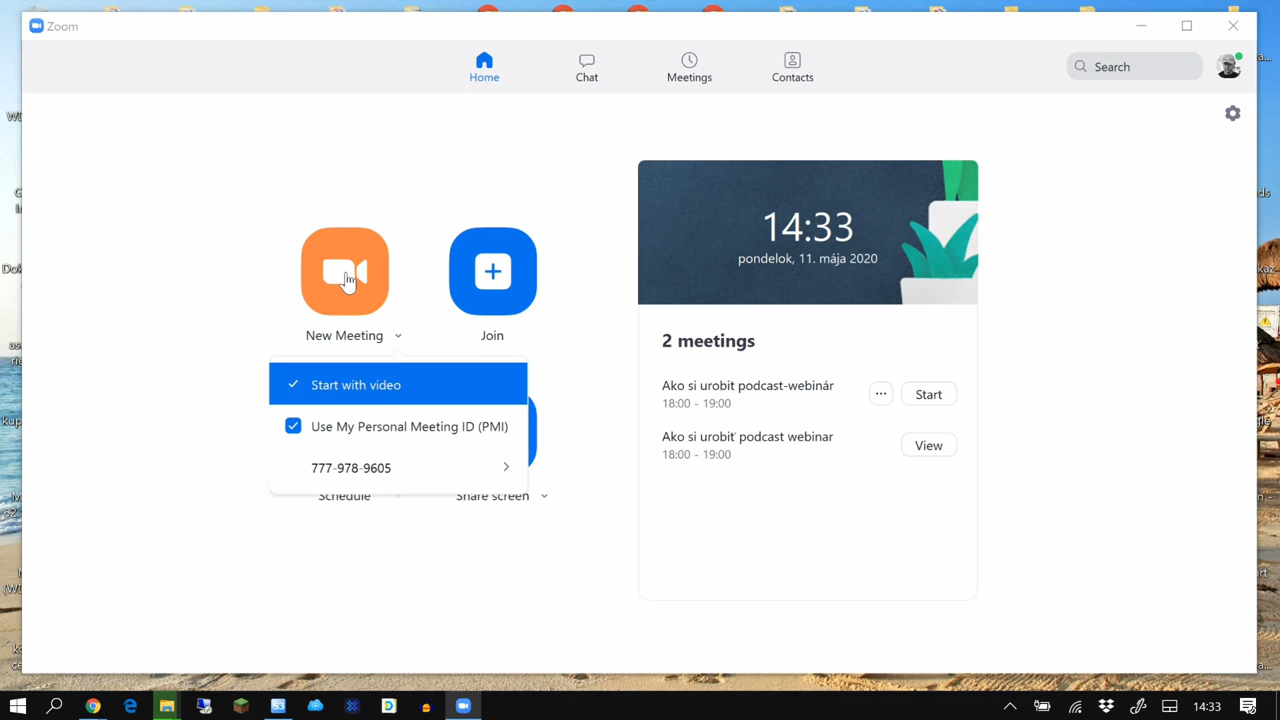 Zoom
Home
Chat
Meetings
Contacts
Search
14:33
pondelok, 11. mája 2020
New Meeting
Join
2 meetings
Start with video
Ako si urobit podcast-webinár
18:00 - 19:00
Start
Use My Personal Meeting ID (PMI)
Ako si urobiť podcast webinar
18:00 - 19:00
View
777-978-9605
Schedule
Share screen
14:33